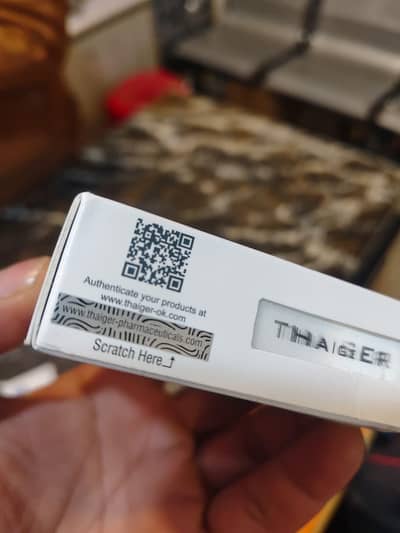 Authenticate your products at
www.thaiger-ok.com
www.thaiger-pharmaceuticals.com
Scratch Here
THAIGER